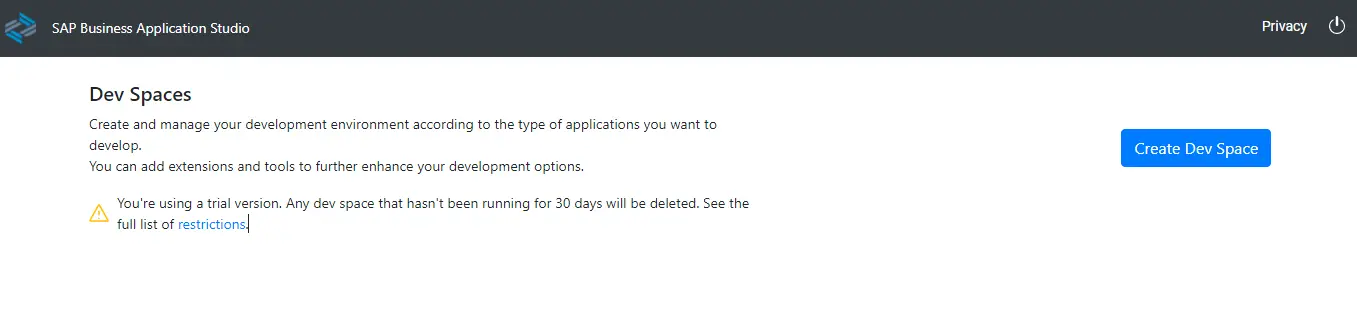 SAP Business Application Studio
Privacy
Dev Spaces
Create and manage your development environment according to the type of applications you want to
develop.
You can add extensions and tools to further enhance your development options.
Create Dev Space
You're using a trial version. Any dev space that hasn't been running for 30 days will be deleted. See the
full list of restrictions.